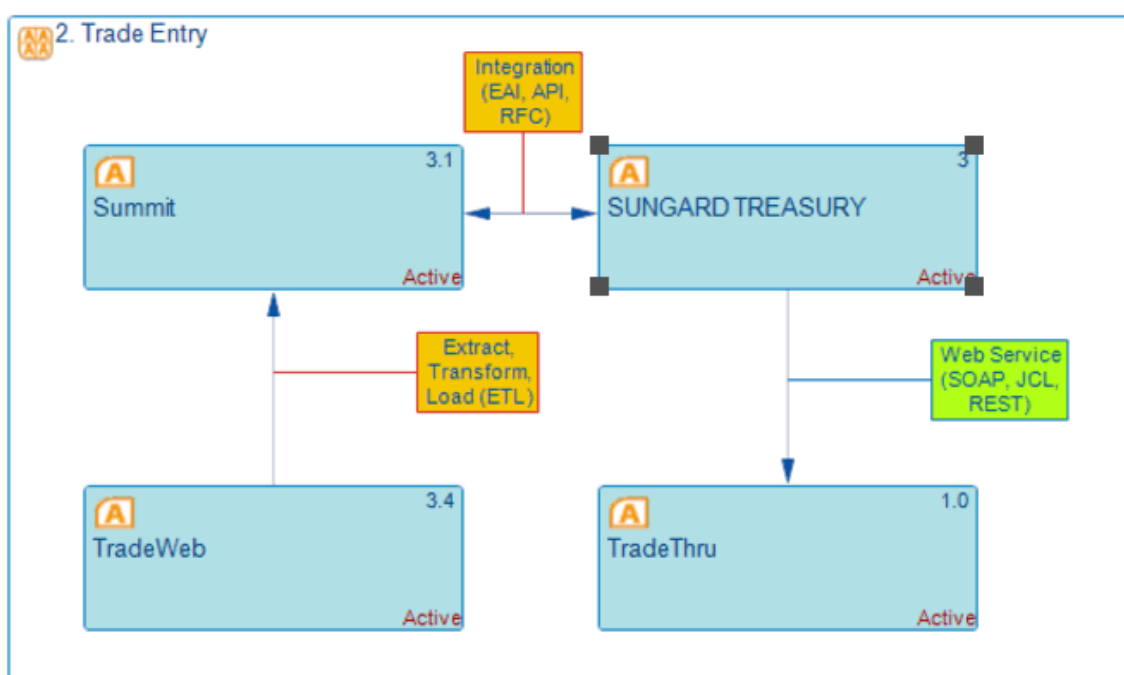 2. Trade Entry
Integration
(EAI, API,
RFC)
A
3.1
Summit
Active
A
3
SUNGARD TREASURY
Active
Extract,
Transform,
Load (ETL)
Web Service
(SOAP, JCL,
REST)
A
3.4
TradeWeb
Active
A
1.0
TradeThru
Active